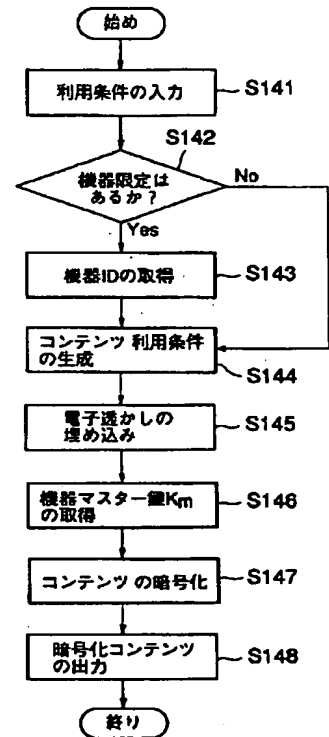 始め
利用条件の入力
S141
S142
機器限定は
あるか?
No
Yes
機器IDの取得
S143
コンテンツ 利用条件
の生成
S144
電子透かしの
埋め込み
S145
機器マスター鍵Km
の取得
S146
コンテンツ の暗号化
S147
暗号化コンテンツ
の出力
S148
終り